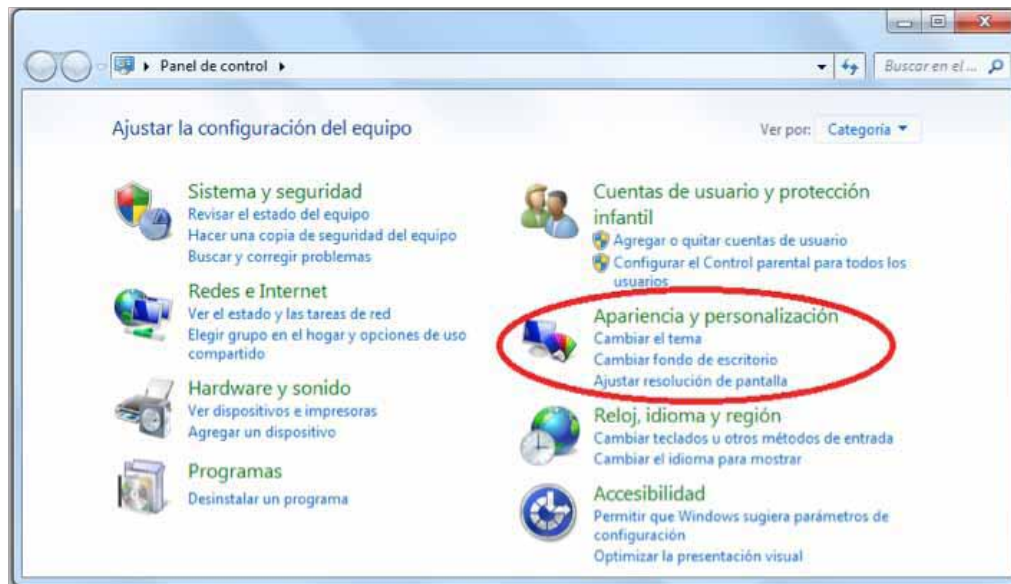 Panel de control
Buscar en el ...
Ajustar la configuración del equipo
Ver por: Categoría
Sistema y seguridad
Revisar el estado del equipo
Hacer una copia de seguridad del equipo
Buscar y corregir problemas
Redes e Internet
Ver el estado y las tareas de red
Elegir grupo en el hogar y opciones de uso
compartido
Hardware y sonido
Ver dispositivos e impresoras
Agregar un dispositivo
Programas
Desinstalar un programa
Cuentas de usuario y protección
infantil
Agregar o quitar cuentas de usuario
Configurar el Control parental para todos los
usuarios
Apariencia y personalización
Cambiar el tema
Cambiar fondo de escritorio
Ajustar resolución de pantalla
Reloj, idioma y región
Cambiar teclados u otros métodos de entrada
Cambiar el idioma para mostrar
Accesibilidad
Permitir que Windows sugiera parámetros de
configuración
Optimizar la presentación visual